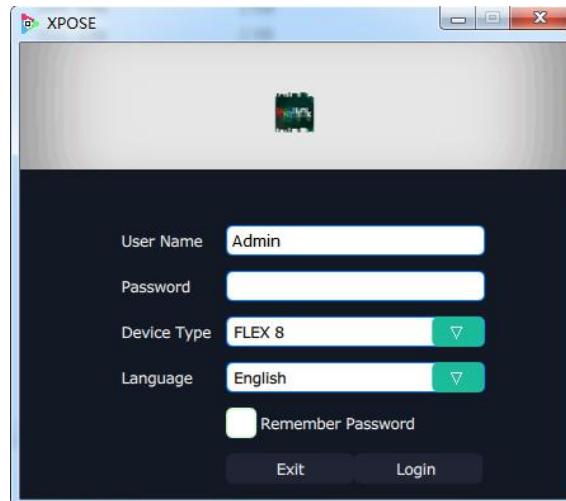 XPOSE
User Name Admin
Password
Device Type FLEX 8
Language English
Remember Password
Exit Login